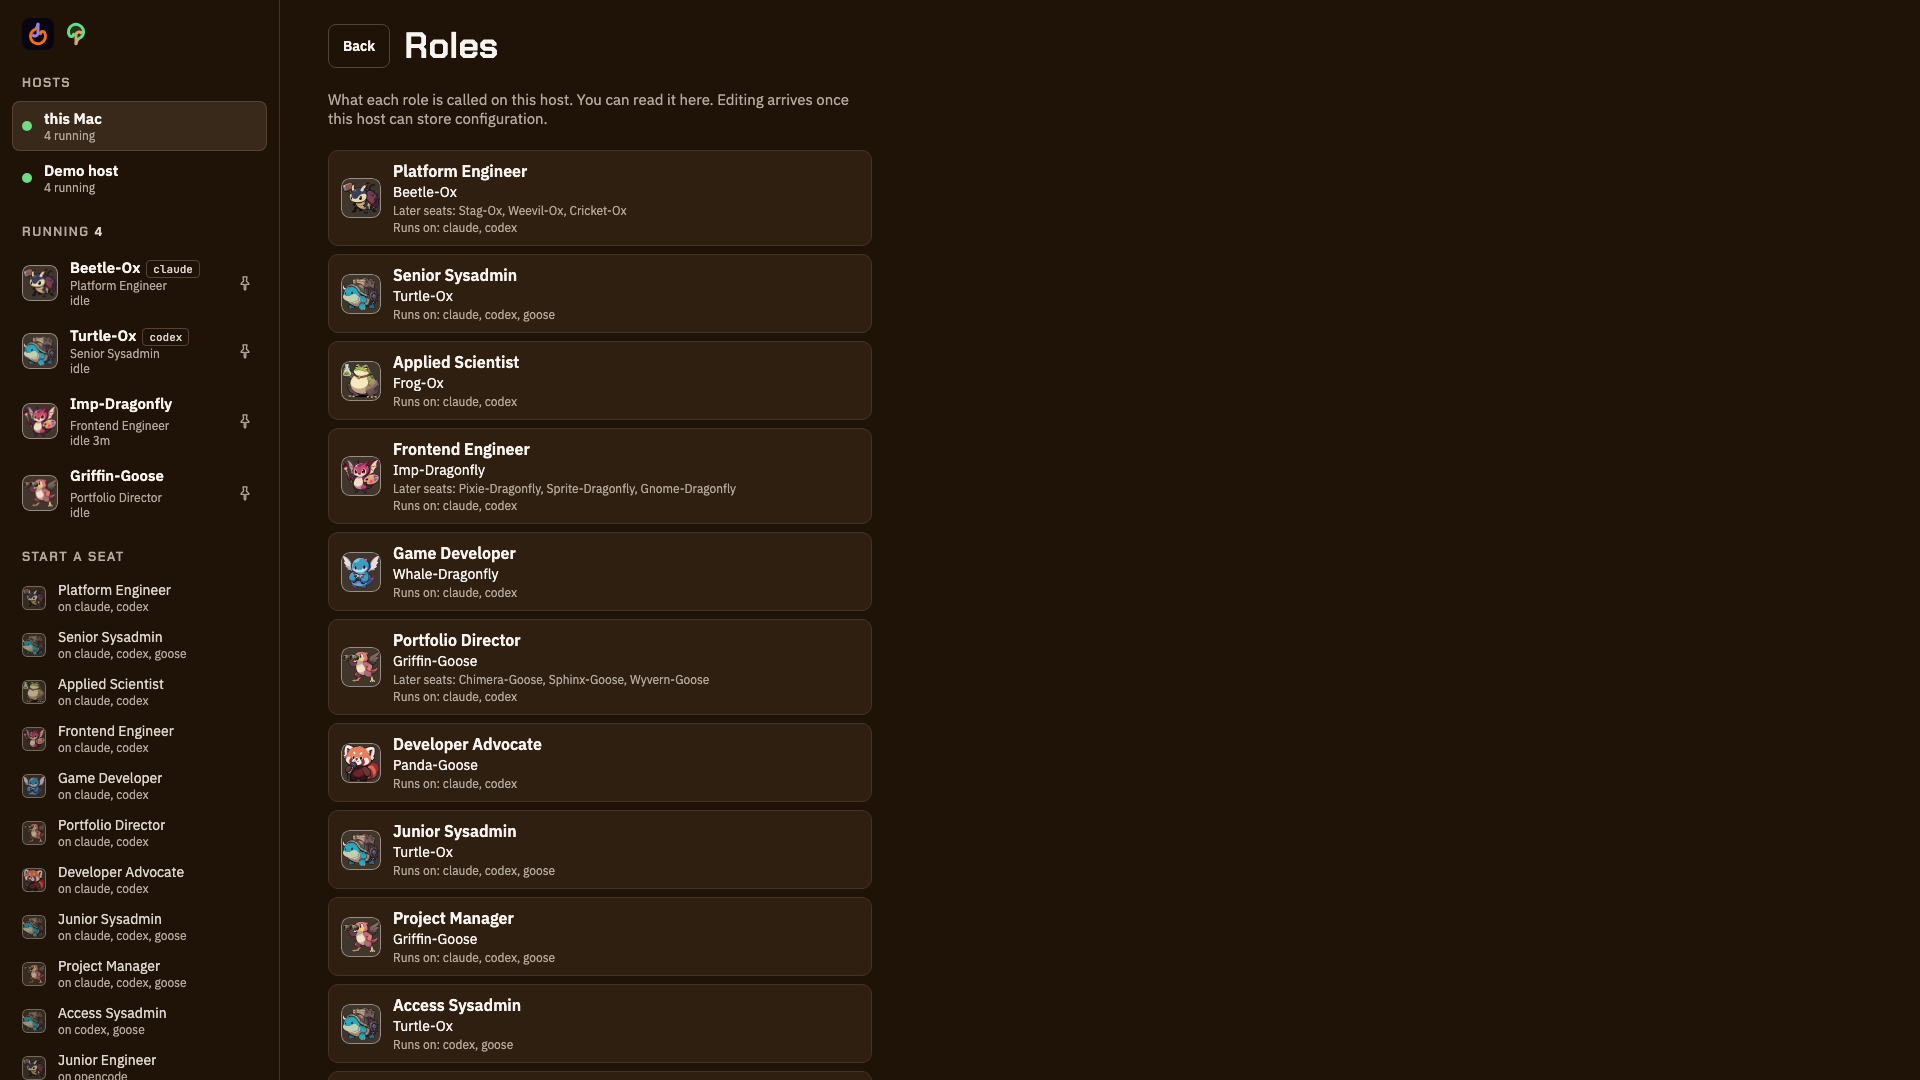 HOSTS
this Mac
4 running
Demo host
4 running
RUNNING 4
Beetle-Ox claude
Platform Engineer
idle
Turtle-Ox codex
Senior Sysadmin
idle
Imp-Dragonfly
Frontend Engineer
idle 3m
Griffin-Goose
Portfolio Director
idle
START A SEAT
Platform Engineer
on claude, codex
Senior Sysadmin
on claude, codex, goose
Applied Scientist
on claude, codex
Frontend Engineer
on claude, codex
Game Developer
on claude, codex
Portfolio Director
on claude, codex
Developer Advocate
on claude, codex
Junior Sysadmin
on claude, codex, goose
Project Manager
on claude, codex, goose
Access Sysadmin
on codex, goose
Junior Engineer
on opencode
Back
Roles
What each role is called on this host. You can read it here. Editing arrives once
this host can store configuration.
Platform Engineer
Beetle-Ox
Later seats: Stag-Ox, Weevil-Ox, Cricket-Ox
Runs on: claude, codex
Senior Sysadmin
Turtle-Ox
Runs on: claude, codex, goose
Applied Scientist
Frog-Ox
Runs on: claude, codex
Frontend Engineer
Imp-Dragonfly
Later seats: Pixie-Dragonfly, Sprite-Dragonfly, Gnome-Dragonfly
Runs on: claude, codex
Game Developer
Whale-Dragonfly
Runs on: claude, codex
Portfolio Director
Griffin-Goose
Later seats: Chimera-Goose, Sphinx-Goose, Wyvern-Goose
Runs on: claude, codex
Developer Advocate
Panda-Goose
Runs on: claude, codex
Junior Sysadmin
Turtle-Ox
Runs on: claude, codex, goose
Project Manager
Griffin-Goose
Runs on: claude, codex, goose
Access Sysadmin
Turtle-Ox
Runs on: codex, goose